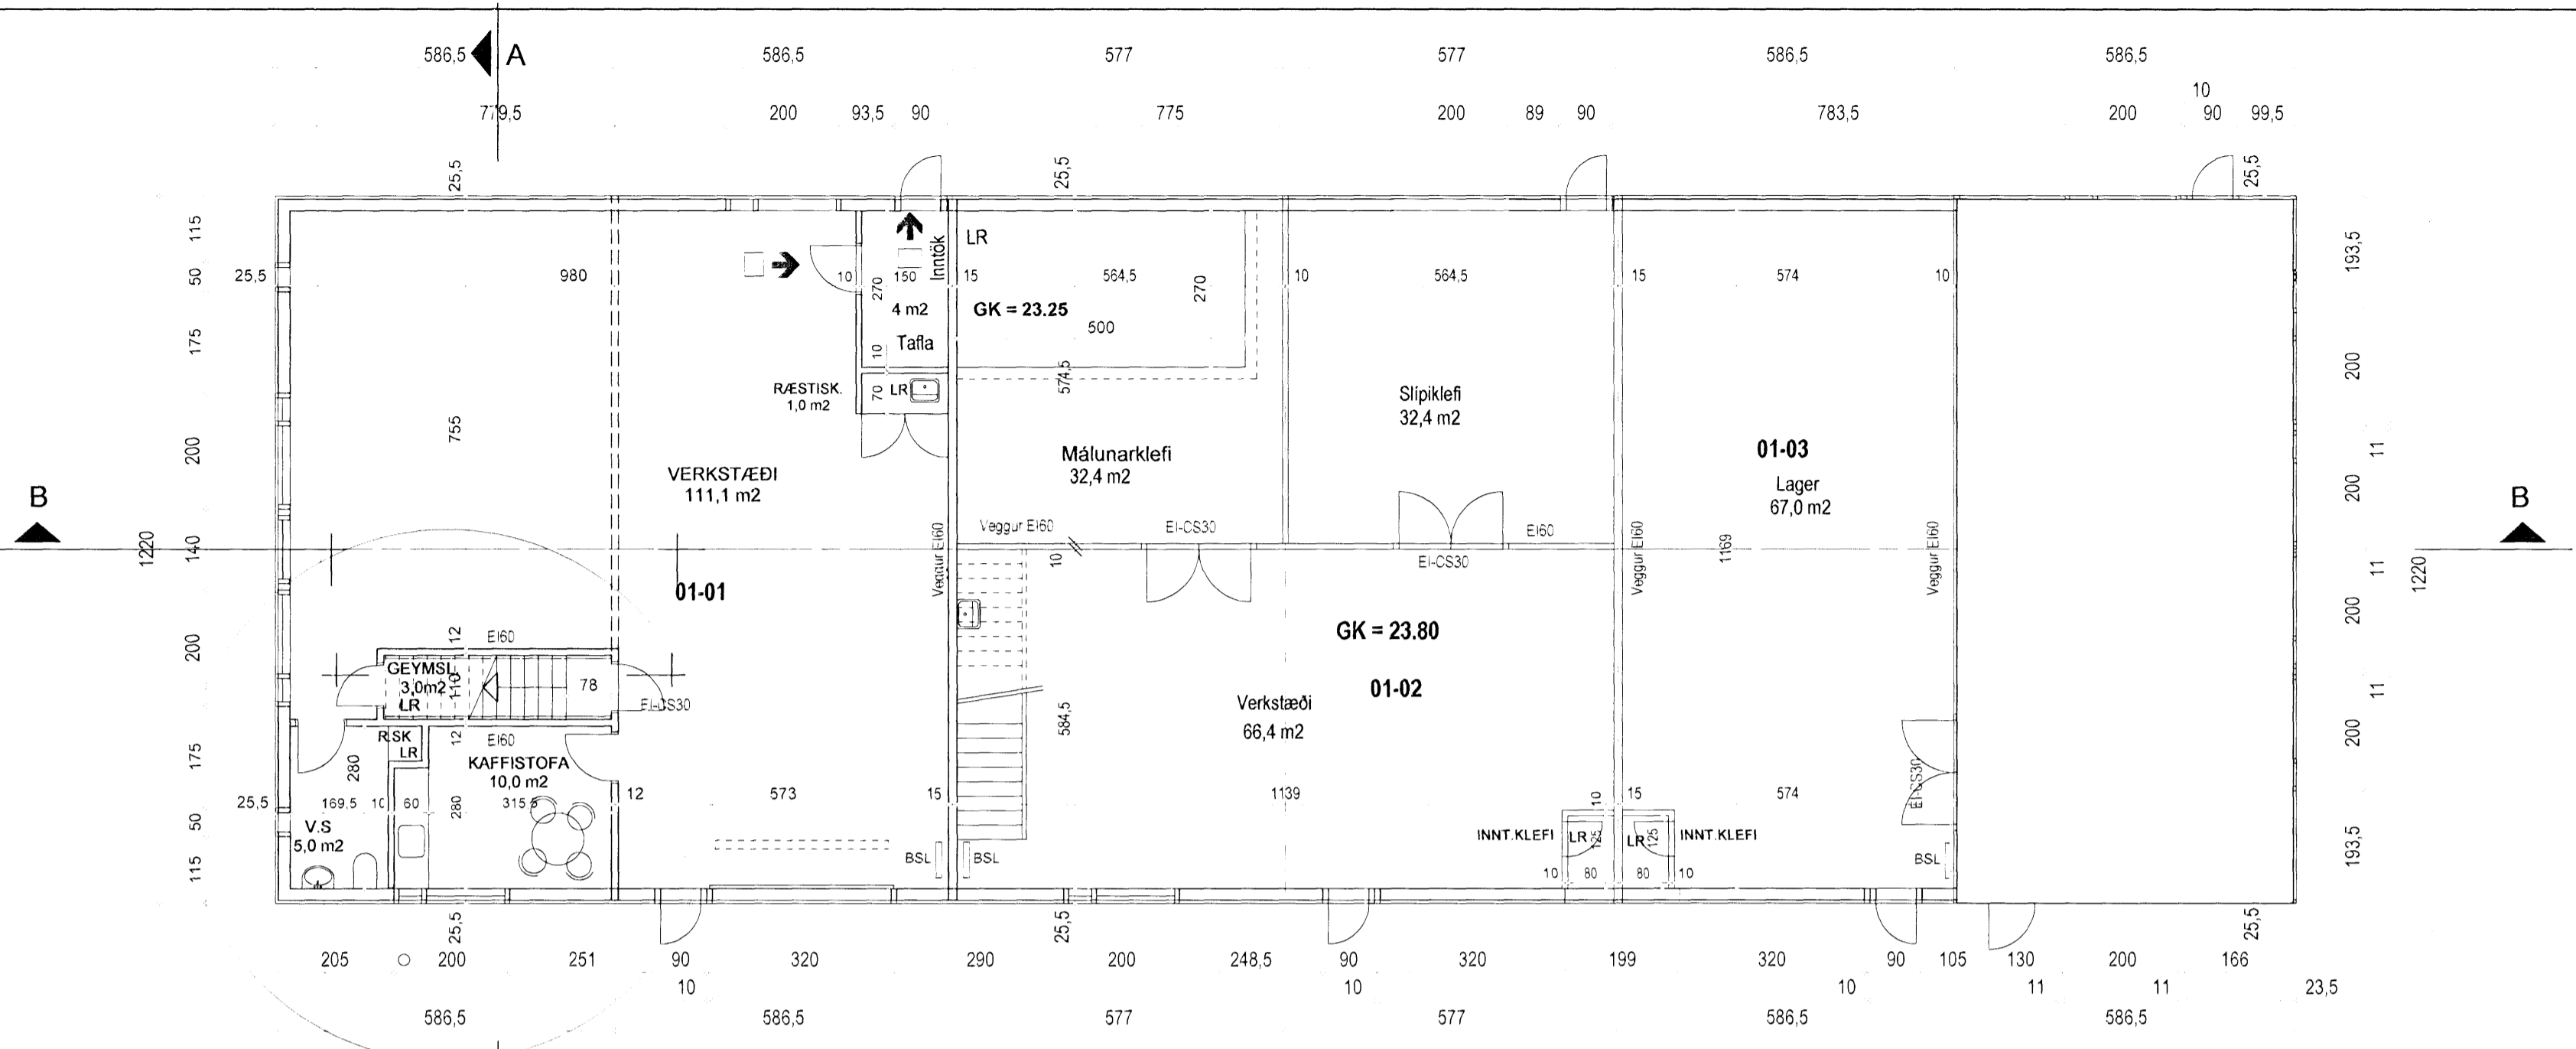 586,5 A 586,5 577 577 586,5 586,5
10
779,5 200 93,5 90 775 200 89 90 783,5 200 90 99,5
25,5 25,5 25,5
115 50 175 200 140 200 175 50 115
1220
25,5
980
755
10 150
270
4 m2
Inntök
10
Tafla
RÆSTISK.
1,0 m2
70 LR
LR
15 564,5
270
GK = 23.25
500
574,5
10 564,5
15 574 10
Slípiklefi
32,4 m2
Málunarklefi
32,4 m2
VERKSTÆÐI
111,1 m2
01-03
Lager
67,0 m2
193,5 200 11 200 11 200 11 200 193,5
1220
B
B
Veggur EI60
Veggur EI60
EI-CS30
EI60
EI-CS30
10
Veggur EI60
1169
Veggur EI60
01-01
12 EI60
GEYMSL
3,0m2
LR
110
78
EI-CS30
GK = 23.80
01-02
Verkstæði
66,4 m2
584,5
R.SK
LR
12 EI60
KAFFISTOFA
10,0 m2
280
25,5
169,5 10 60 280 315,5
12 573 15
1139
10 15 574
EI-CS30
V.S
5,0 m2
INNT.KLEFI LR 125 LR 125 INNT.KLEFI
BSL BSL BSL
10 80 80 10
25,5 25,5 25,5
205 200 251 90 320 290 200 248,5 90 320 199 320 90 105 130 200 166
10 10 10 11 11 23,5
586,5 586,5 577 577 586,5 586,5